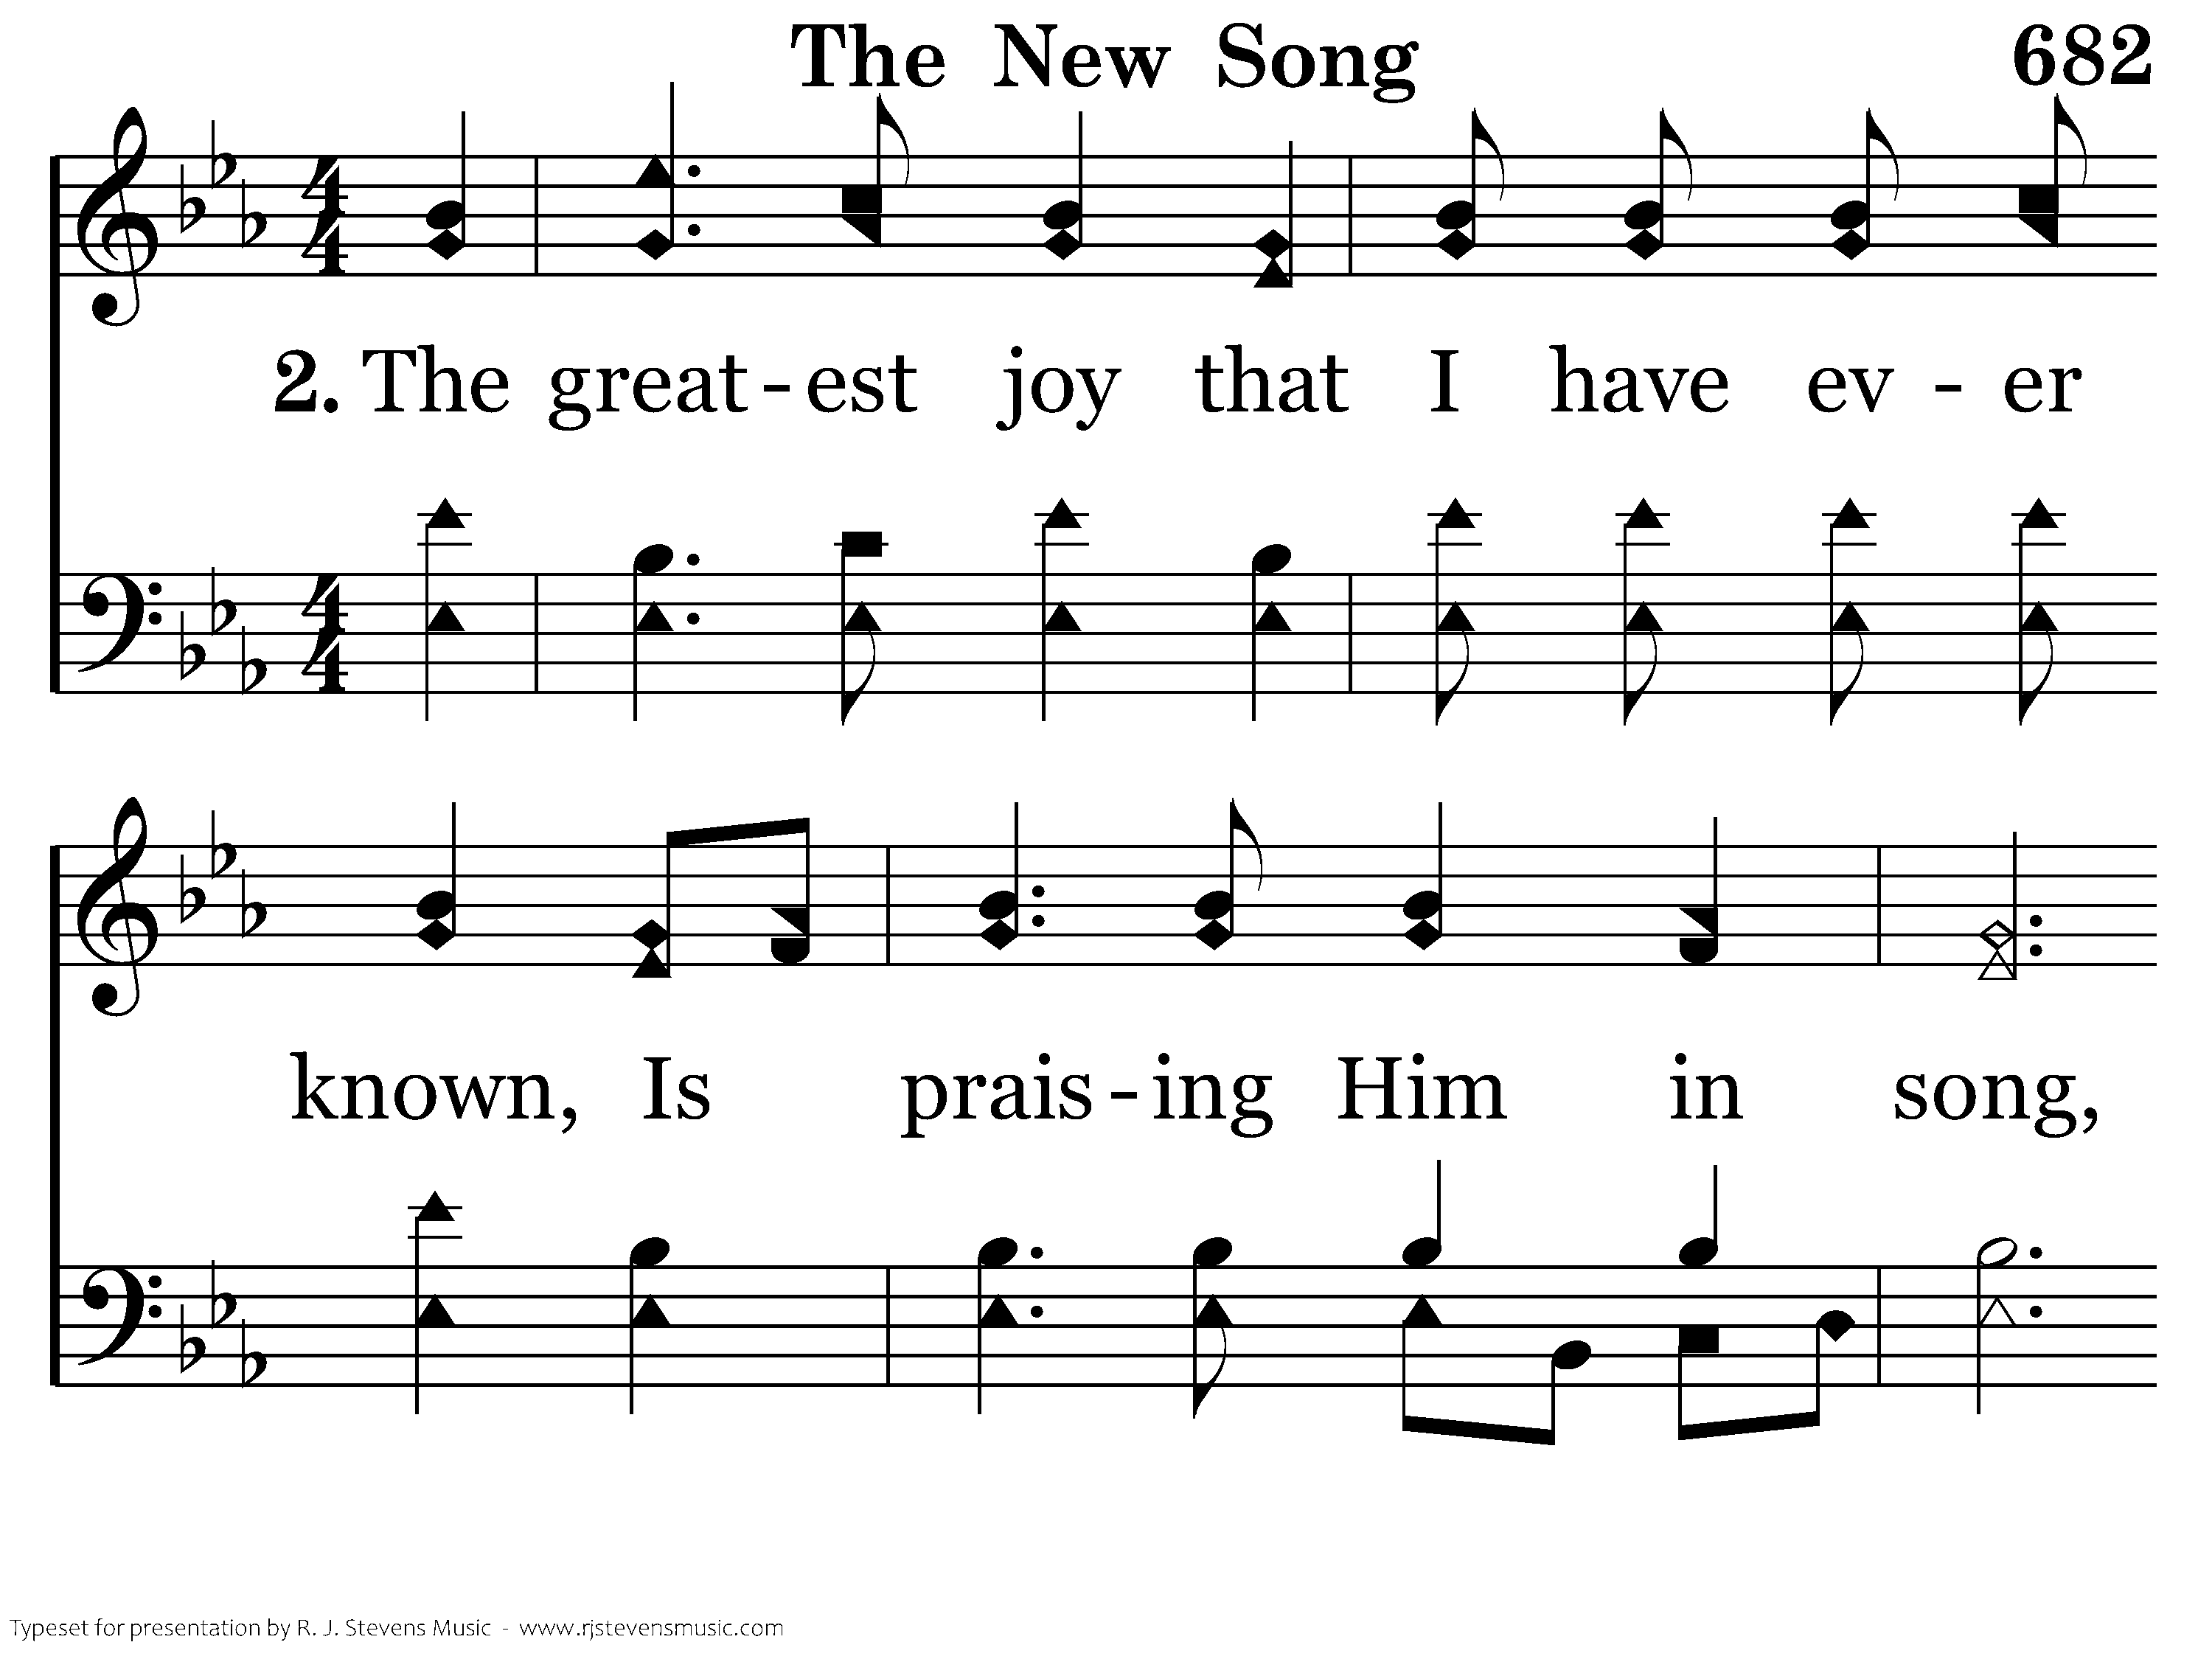 The New Song 682
2. The great-est joy that I have ev - er
known, Is prais-ing Him in song,
Typeset for presentation by R. J. Stevens Music - www.rjstevensmusic.com